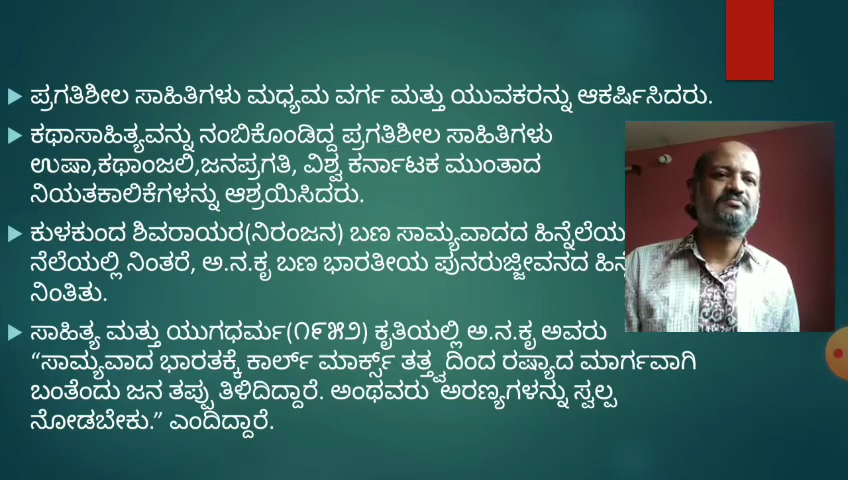 ಪ್ರಗತಿಶೀಲ ಸಾಹಿತಿಗಳು ಮಧ್ಯಮ ವರ್ಗ ಮತ್ತು ಯುವಕರನ್ನು ಆಕರ್ಷಿಸಿದರು.
ಕಥಾಸಾಹಿತ್ಯವನ್ನು ನಂಬಿಕೊಂಡಿದ್ದ ಪ್ರಗತಿಶೀಲ ಸಾಹಿತಿಗಳು
ಉಷಾ,ಕಥಾಂಜಲಿ,ಜನಪ್ರಗತಿ, ವಿಶ್ವ ಕರ್ನಾಟಕ ಮುಂತಾದ
ನಿಯತಕಾಲಿಕೆಗಳನ್ನು ಆಶ್ರಯಿಸಿದರು.
ಕುಳಕುಂದ ಶಿವರಾಯರ(ನಿರಂಜನ) ಬಣ ಸಾಮ್ಯವಾದದ ಹಿನ್ನೆಲೆಯ
ನೆಲೆಯಲ್ಲಿ ನಿಂತರೆ, ಅ.ನ.ಕೃ ಬಣ ಭಾರತೀಯ ಪುನರುಜ್ಜೀವನದ
ನಿಂತಿತು.
ಸಾಹಿತ್ಯ ಮತ್ತು ಯುಗಧರ್ಮ(೧೯೫೨) ಕೃತಿಯಲ್ಲಿ ಅ.ನ.ಕೃ ಅವರು
“ಸಾಮ್ಯವಾದ ಭಾರತಕ್ಕೆ ಕಾರ್ಲ್ ಮಾರ್ಕ್ಸ್ ತತ್ತ್ವದಿಂದ ರಷ್ಯಾದ ಮಾರ್ಗವಾಗಿ
ಬಂತೆಂದು ಜನ ತಪ್ಪು ತಿಳಿದಿದ್ದಾರೆ. ಅಂಥವರು ಅರಣ್ಯಗಳನ್ನು ಸ್ವಲ್ಪ
ನೋಡಬೇಕು.” ಎಂದಿದ್ದಾರೆ.